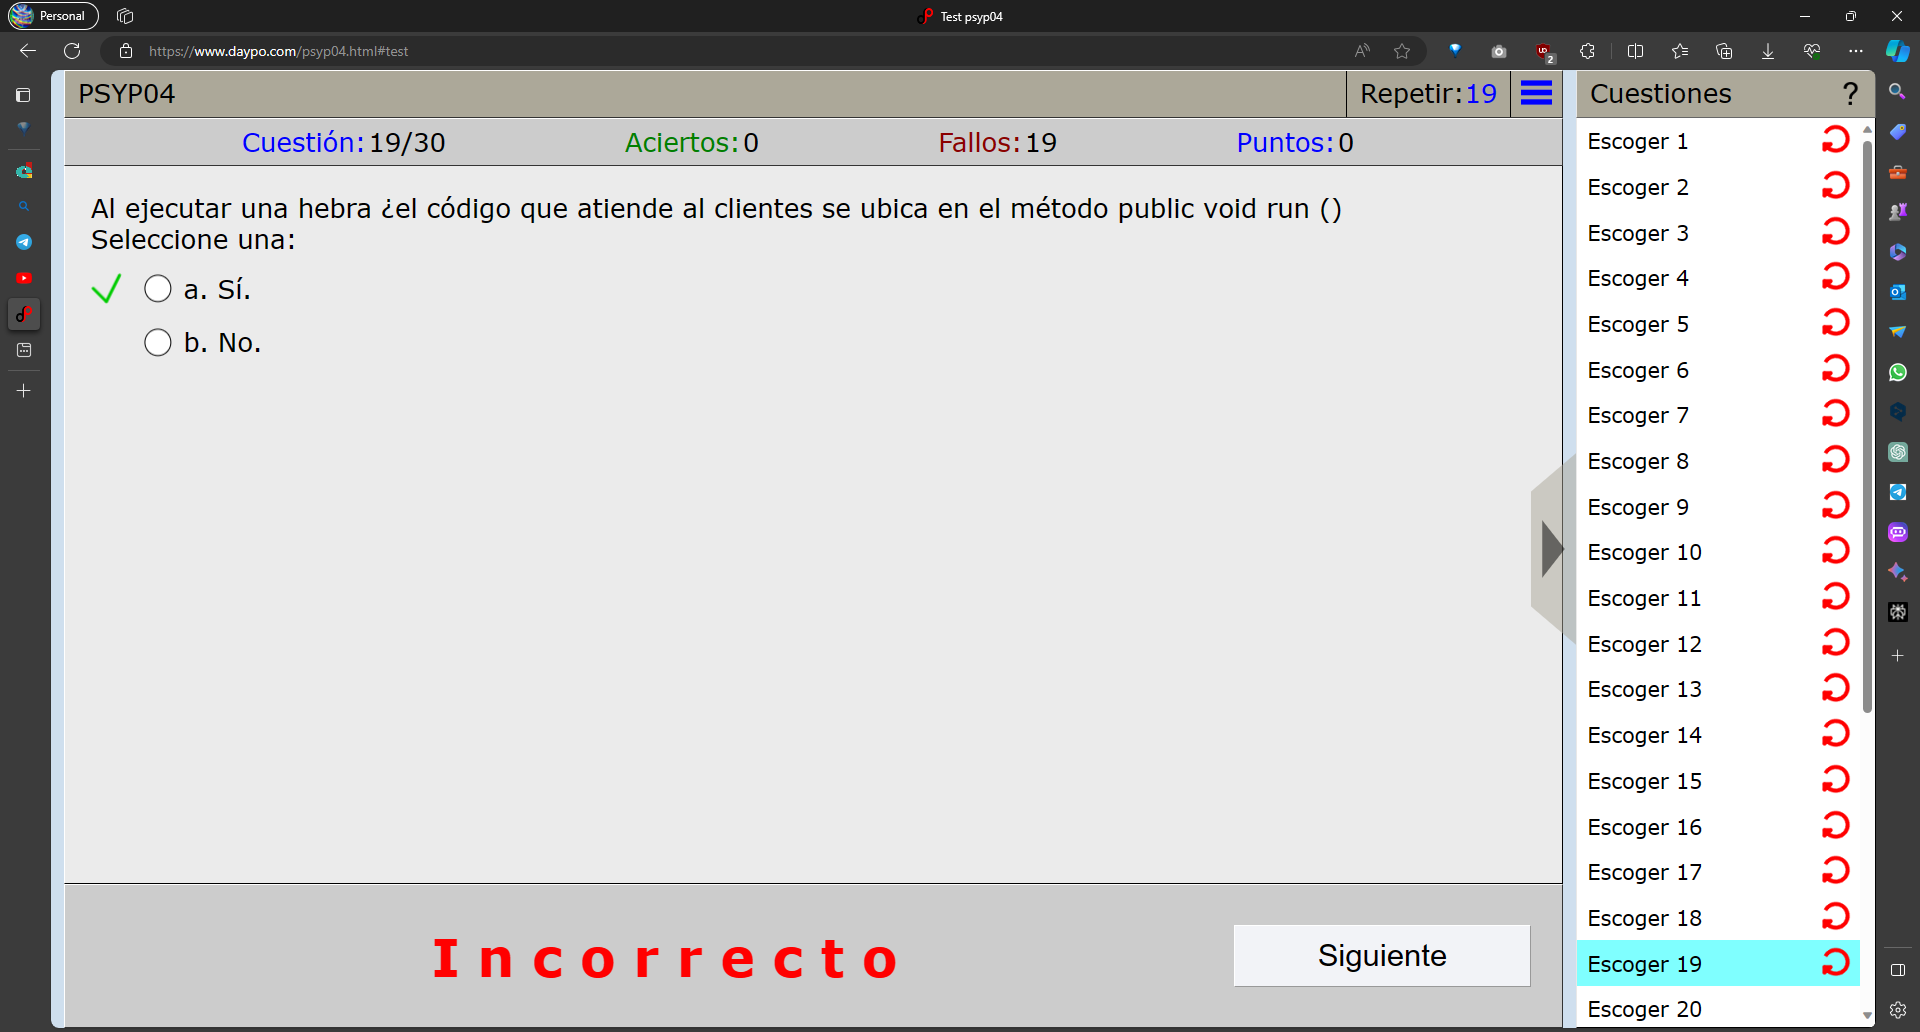 Personal
Test psyp04
https://www.daypo.com/psyp04.html#test
2
PSYP04
Repetir:19
Cuestiones
?
Cuestión:19/30
Aciertos:0
Fallos:19
Puntos:0
Al ejecutar una hebra ¿el código que atiende al clientes se ubica en el método public void run ()
Seleccione una:
a. Sí.
b. No.
Incorrecto
Siguiente
Escoger 1
Escoger 2
Escoger 3
Escoger 4
Escoger 5
Escoger 6
Escoger 7
Escoger 8
Escoger 9
Escoger 10
Escoger 11
Escoger 12
Escoger 13
Escoger 14
Escoger 15
Escoger 16
Escoger 17
Escoger 18
Escoger 19
Escoger 20